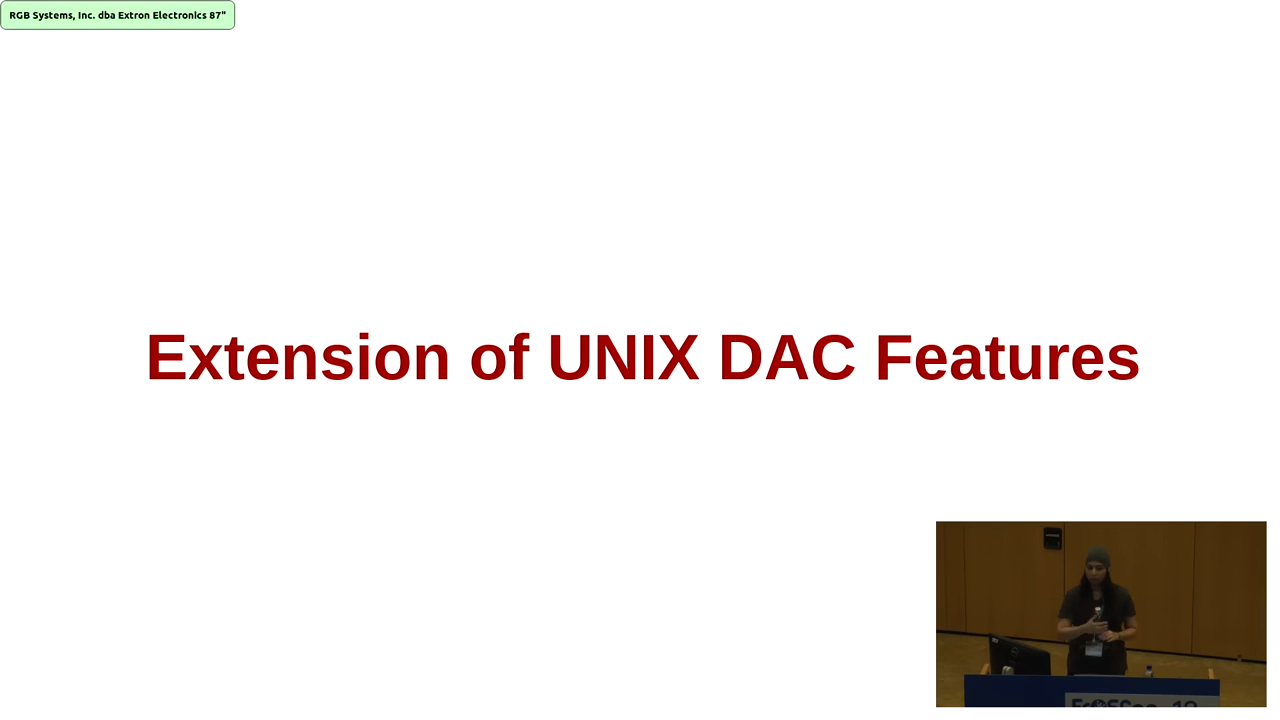 RGB Systems, Inc. dba Extron Electronics 87"
Extension of UNIX DAC Features